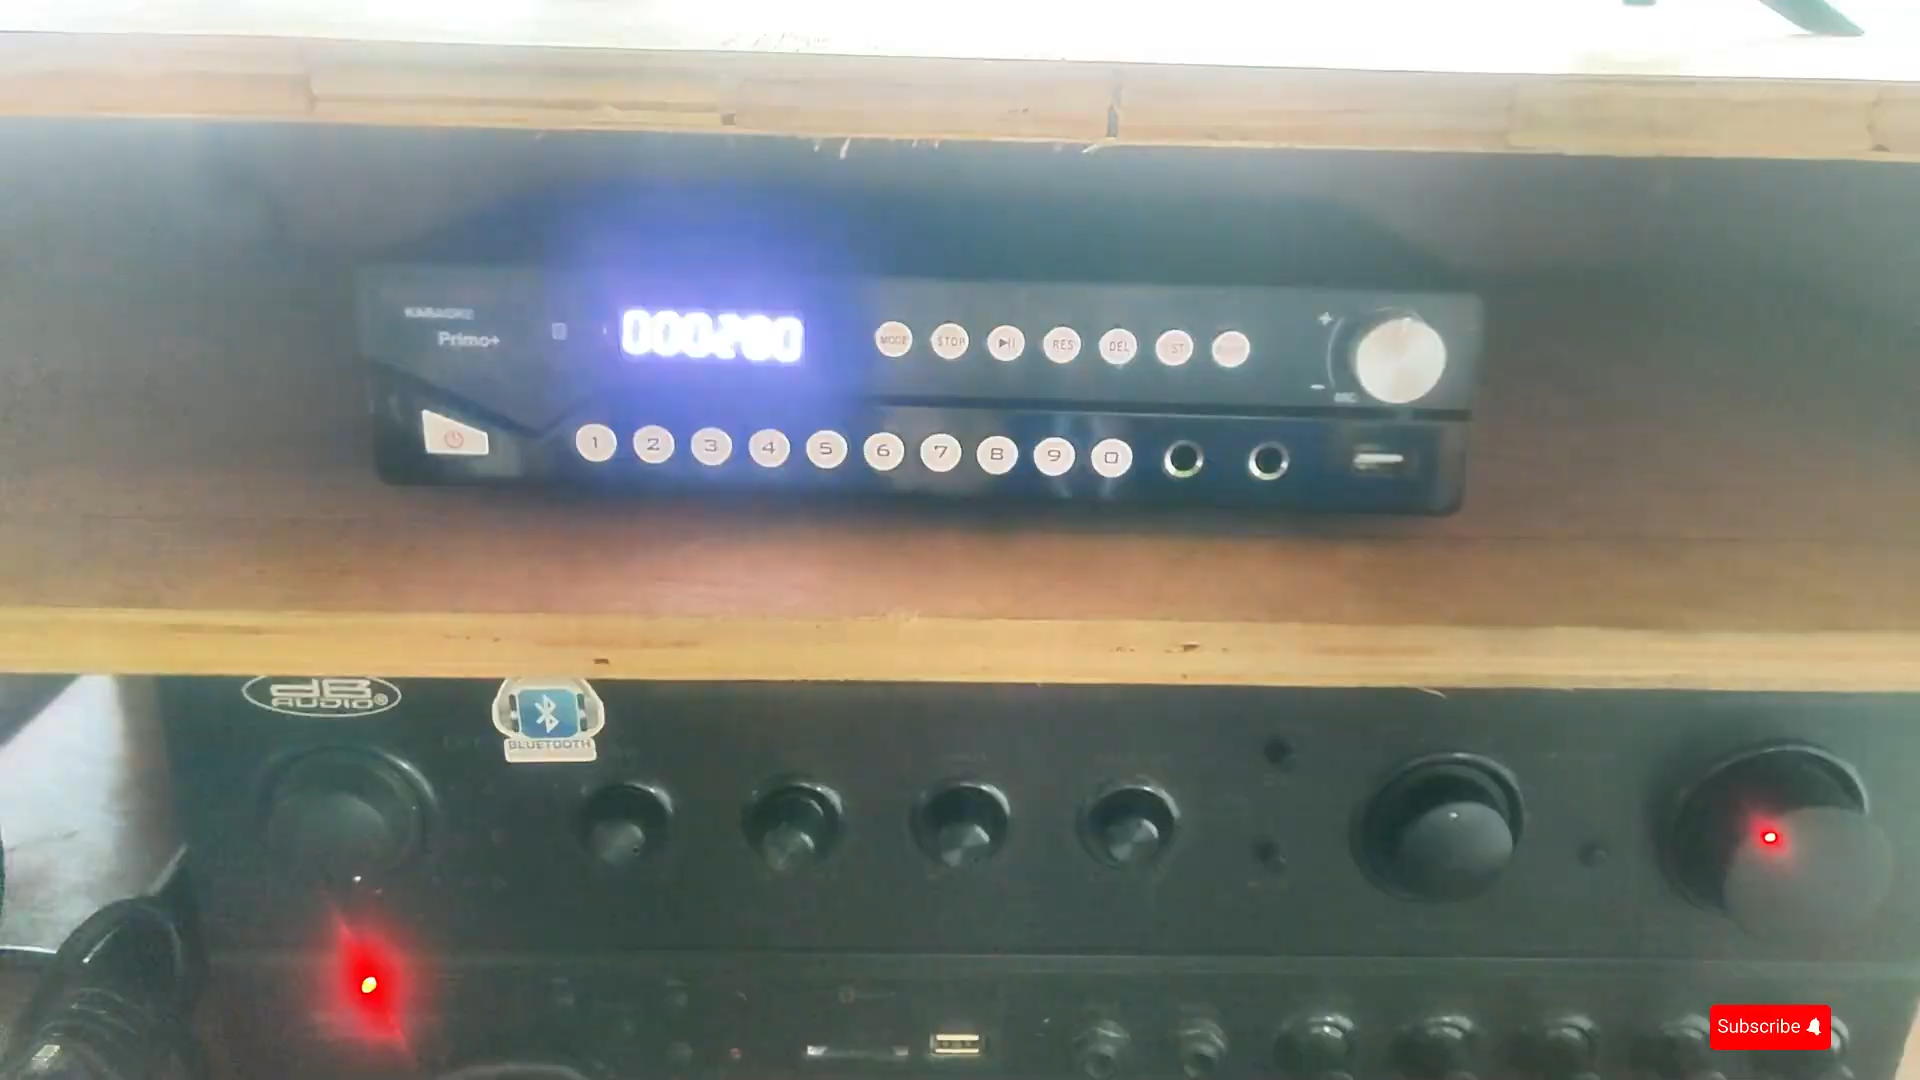 KARAOKE
Primo+
MODE STOP RES DEL
1 2 3 4 5 6 7 8 9 0
dB
AUDIO®
BLUETOOTH
Subscribe